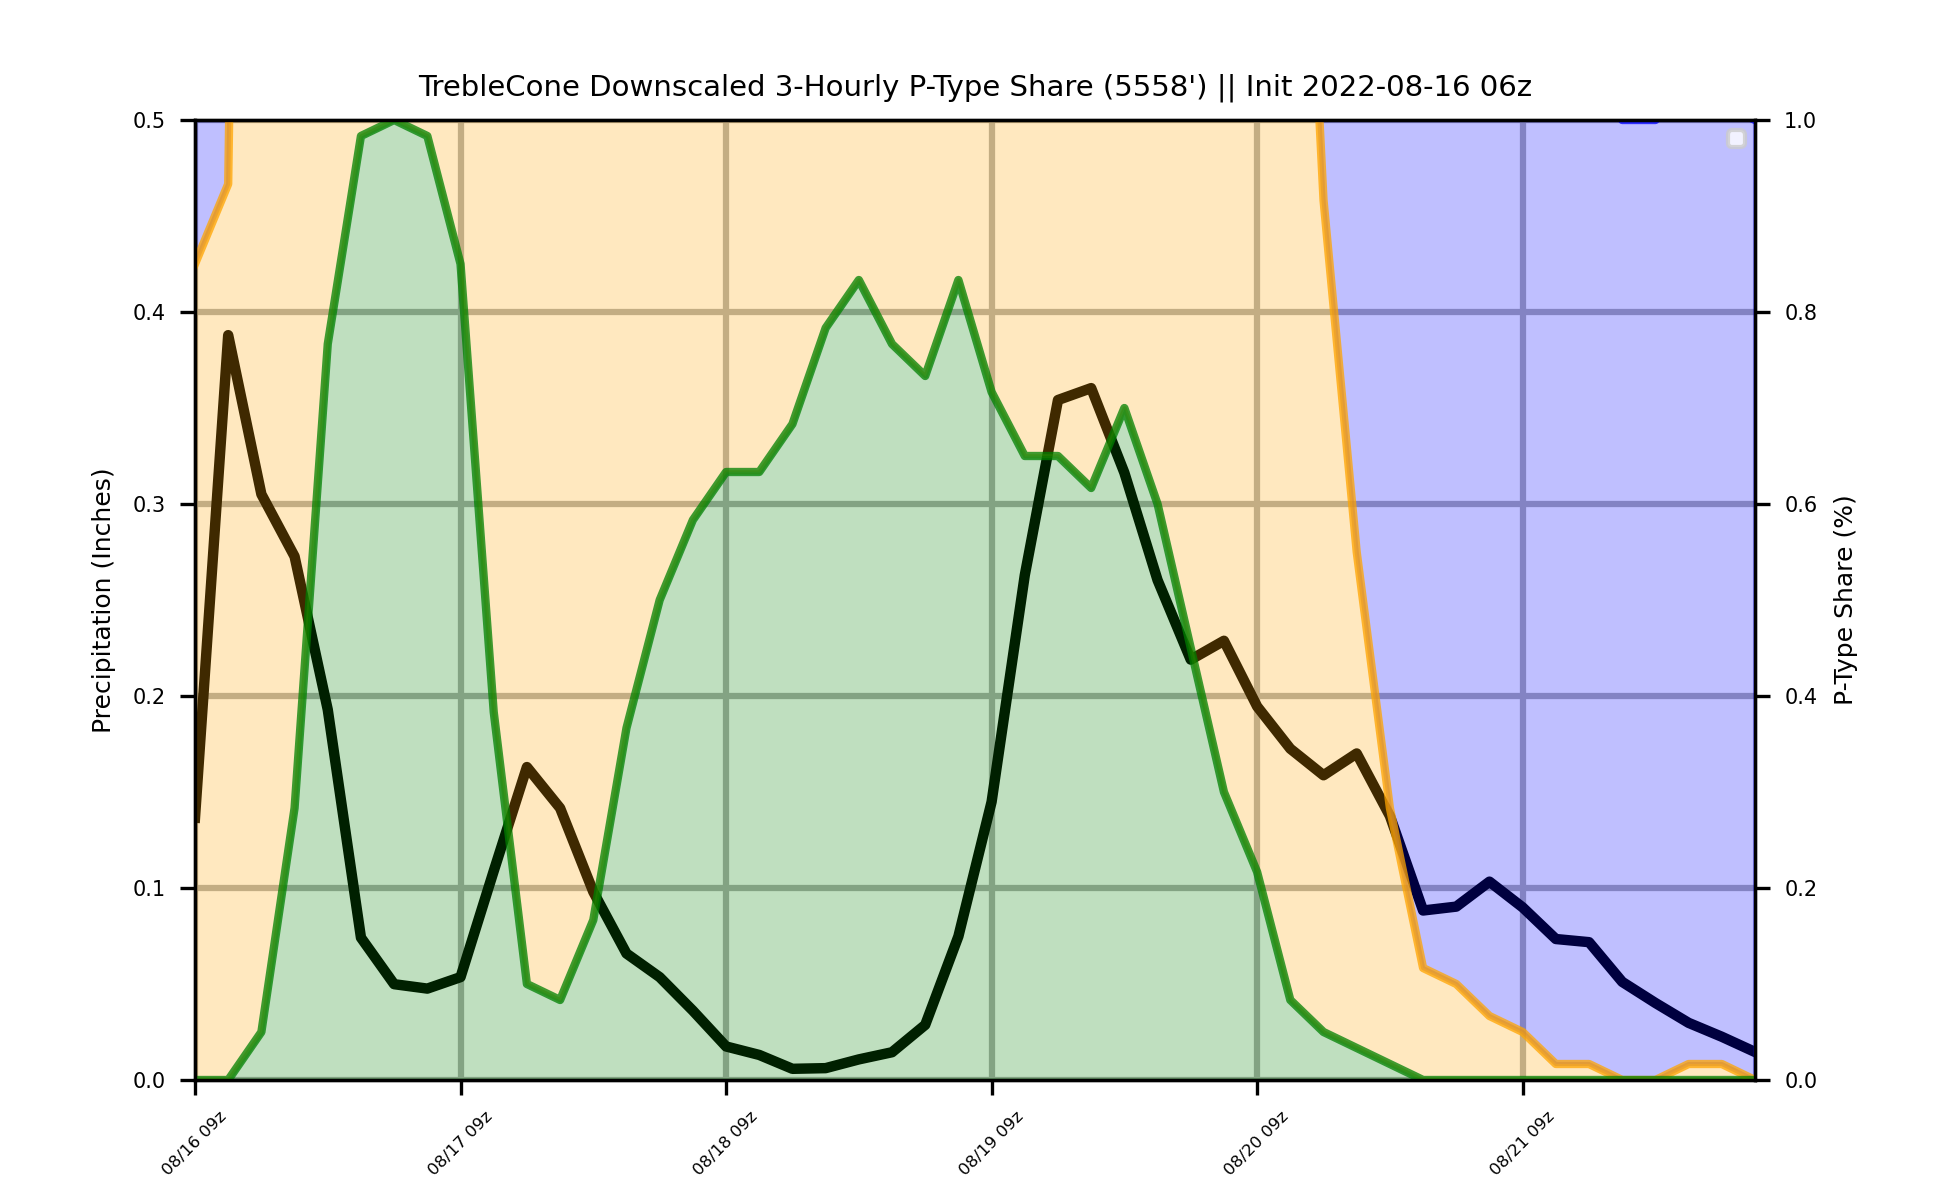 TrebleCone Downscaled 3-Hourly P-Type Share (5558') || Init 2022-08-16 06z
0.5
0.4
0.3
0.2
0.1
0.0
Precipitation (Inches)
1.0
0.8
0.6
0.4
0.2
0.0
P-Type Share (%)
08/16 09z
08/17 09z
08/18 09z
08/19 09z
08/20 09z
08/21 09z